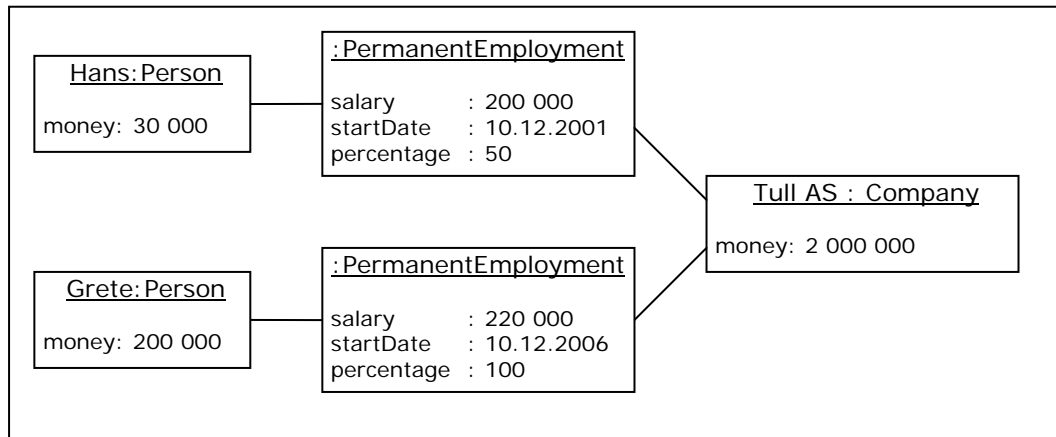 Hans:Person
money: 30 000
:PermanentEmployment
salary : 200 000
startDate : 10.12.2001
percentage : 50
Tull AS : Company
money: 2 000 000
Grete:Person
money: 200 000
:PermanentEmployment
salary : 220 000
startDate : 10.12.2006
percentage : 100